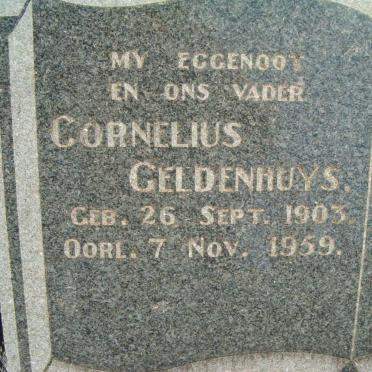 MY EGGENOOT
EN ONS VADER
CORNELIUS
GELDENHUYS.
GEB. 26 SEPT. 1903.
OORL. 7 NOV. 1959.